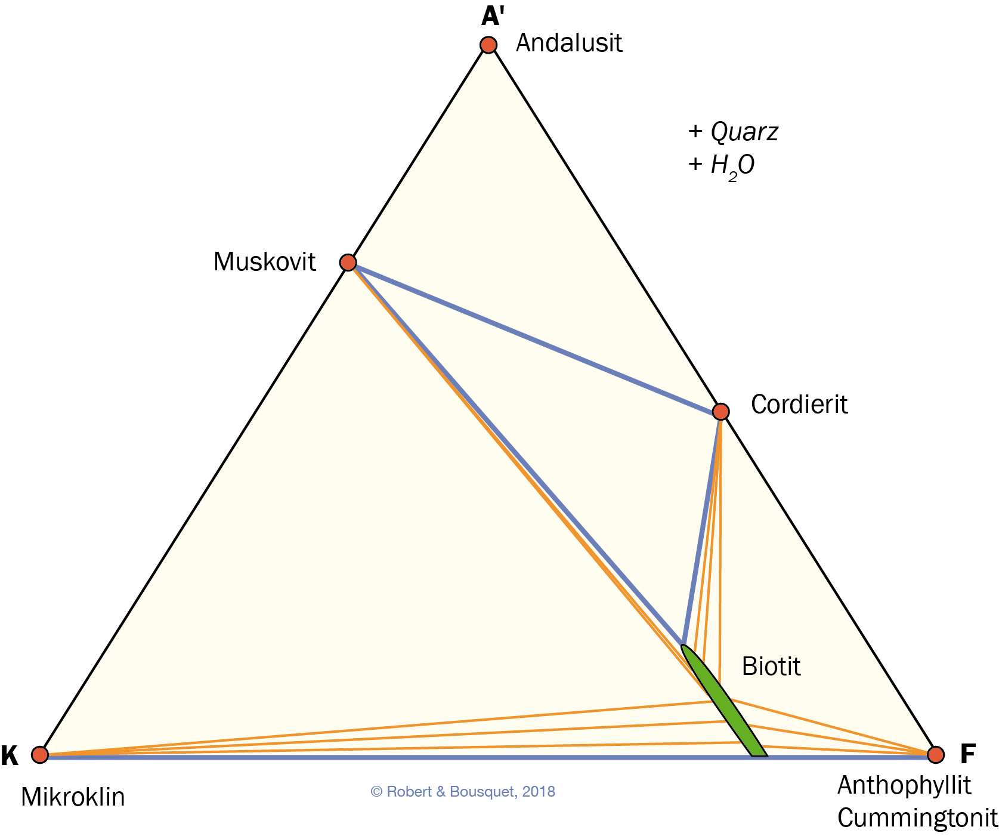 A'
Andalusit
+ Quarz
+ H₂O
Muskovit
Cordierit
Biotit
K
F
Mikroklin
© Robert & Bousquet, 2018
Anthophyllit
Cummingtonit